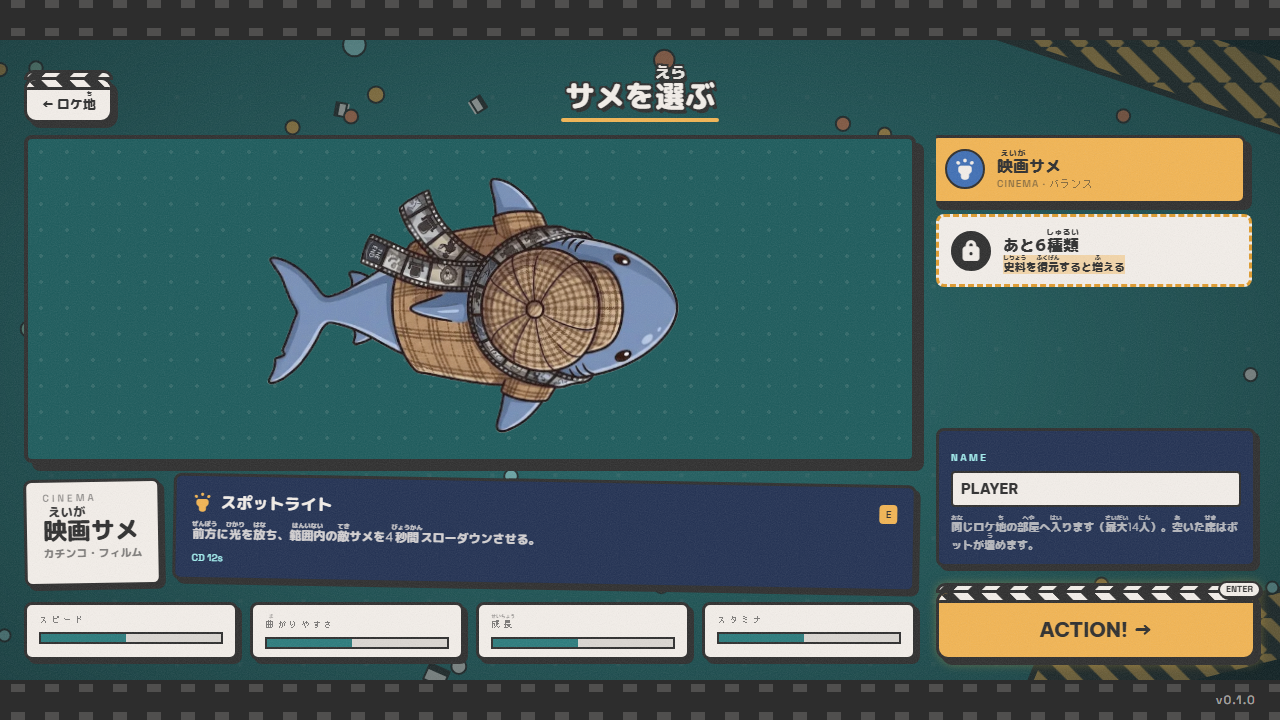 ← ロケ地
サメを選ぶ
映画サメ
CINEMA · バランス
あと6種類
史料を復元すると増える
CINEMA
映画サメ
カチンコ・フィルム
スポットライト
E
前方に光を放ち、範囲内の敵サメを4秒間スローダウンさせる。
CD 12s
NAME
PLAYER
同じロケ地の部屋へ入ります（最大14人）。空いた席はボ
ットが埋めます。
スピード
曲がりやすさ
成長
スタミナ
ENTER
ACTION! →
v0.1.0